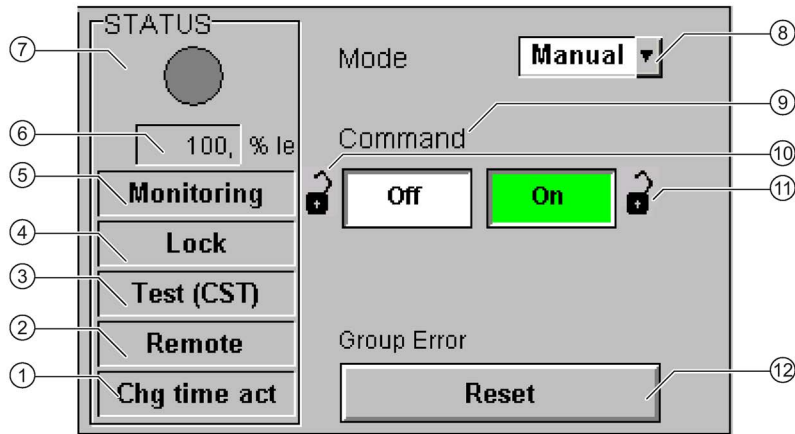 STATUS
100, % Ie
Monitoring
Lock
Test (CST)
Remote
Chg time act
Mode
Manual
Command
Off
On
Group Error
Reset
7
6
5
4
3
2
1
8
9
10
11
12